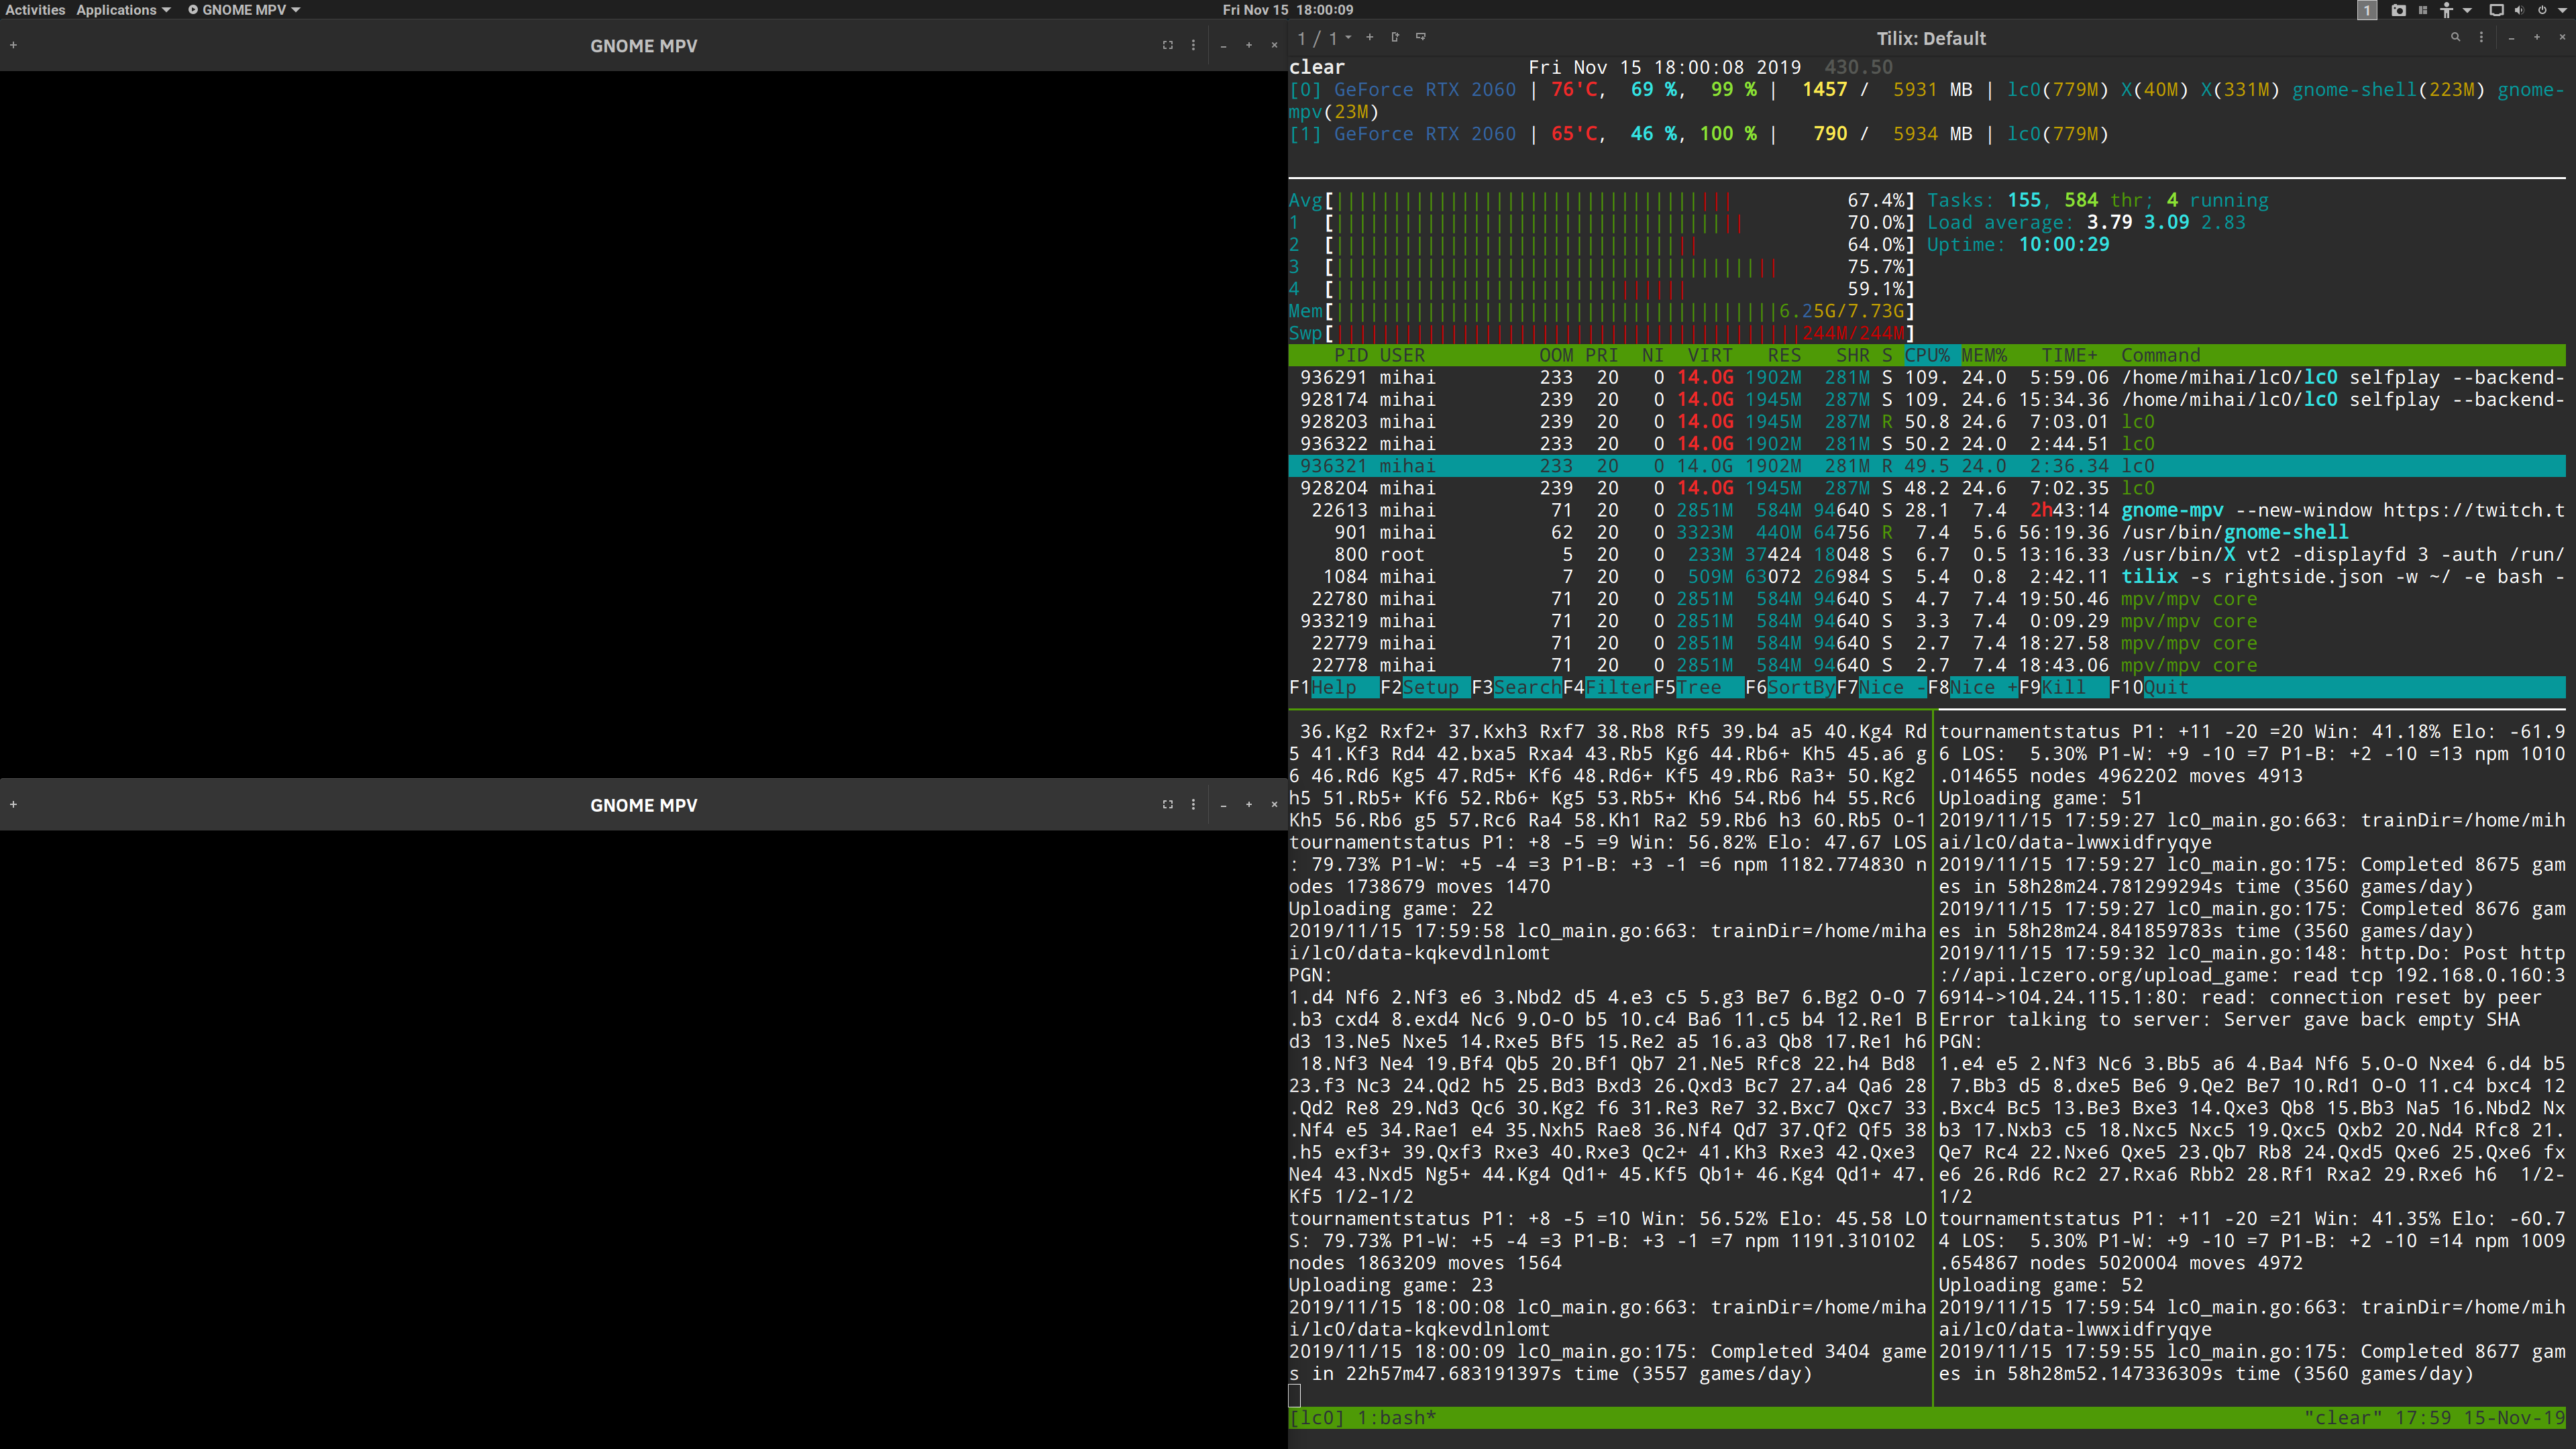 Activities Applications GNOME MPV Fri Nov 15 18:00:09 1
GNOME MPV
1 / 1 Tilix: Default
clear Fri Nov 15 18:00:08 2019 430.50
[0] GeForce RTX 2060 | 76'C, 69 %, 99 % | 1457 / 5931 MB | lc0(779M) X(40M) X(331M) gnome-shell(223M) gnome-
mpv(23M)
[1] GeForce RTX 2060 | 65'C, 46 %, 100 % | 790 / 5934 MB | lc0(779M)
Avg[ 67.4%] Tasks: 155, 584 thr; 4 running
1 [ 70.0%] Load average: 3.79 3.09 2.83
2 [ 64.0%] Uptime: 10:00:29
3 [ 75.7%]
4 [ 59.1%]
Mem[ 6.25G/7.73G]
Swp[ 244M/244M]
PID USER OOM PRI NI VIRT RES SHR S CPU% MEM% TIME+ Command
936291 mihai 233 20 0 14.0G 1902M 281M S 109. 24.0 5:59.06 /home/mihai/lc0/lc0 selfplay --backend-
928174 mihai 239 20 0 14.0G 1945M 287M S 109. 24.6 15:34.36 /home/mihai/lc0/lc0 selfplay --backend-
928203 mihai 239 20 0 14.0G 1945M 287M R 50.8 24.6 7:03.01 lc0
936322 mihai 233 20 0 14.0G 1902M 281M S 50.2 24.0 2:44.51 lc0
936321 mihai 233 20 0 14.0G 1902M 281M R 49.5 24.0 2:36.34 lc0
928204 mihai 239 20 0 14.0G 1945M 287M S 48.2 24.6 7:02.35 lc0
22613 mihai 71 20 0 2851M 584M 94640 S 28.1 7.4 2h43:14 gnome-mpv --new-window https://twitch.t
901 mihai 62 20 0 3323M 440M 64756 R 7.4 5.6 56:19.36 /usr/bin/gnome-shell
800 root 5 20 0 233M 37424 18048 S 6.7 0.5 13:16.33 /usr/bin/X vt2 -displayfd 3 -auth /run/
1084 mihai 7 20 0 509M 63072 26984 S 5.4 0.8 2:42.11 tilix -s rightside.json -w ~/ -e bash -
22780 mihai 71 20 0 2851M 584M 94640 S 4.7 7.4 19:50.46 mpv/mpv core
933219 mihai 71 20 0 2851M 584M 94640 S 3.3 7.4 0:09.29 mpv/mpv core
22779 mihai 71 20 0 2851M 584M 94640 S 2.7 7.4 18:27.58 mpv/mpv core
22778 mihai 71 20 0 2851M 584M 94640 S 2.7 7.4 18:43.06 mpv/mpv core
F1Help F2Setup F3SearchF4FilterF5Tree F6SortByF7Nice -F8Nice +F9Kill F10Quit
GNOME MPV
36.Kg2 Rxf2+ 37.Kxh3 Rxf7 38.Rb8 Rf5 39.b4 a5 40.Kg4 Rd
5 41.Kf3 Rd4 42.bxa5 Rxa4 43.Rb5 Kg6 44.Rb6+ Kh5 45.a6 g
6 46.Rd6 Kg5 47.Rd5+ Kf6 48.Rd6+ Kf5 49.Rb6 Ra3+ 50.Kg2
h5 51.Rb5+ Kf6 52.Rb6+ Kg5 53.Rb5+ Kh6 54.Rb6 h4 55.Rc6
Kh5 56.Rb6 g5 57.Rc6 Ra4 58.Kh1 Ra2 59.Rb6 h3 60.Rb5 0-1
tournamentstatus P1: +8 -5 =9 Win: 56.82% Elo: 47.67 LOS
: 79.73% P1-W: +5 -4 =3 P1-B: +3 -1 =6 npm 1182.774830 n
odes 1738679 moves 1470
Uploading game: 22
2019/11/15 17:59:58 lc0_main.go:663: trainDir=/home/miha
i/lc0/data-kqkevdlnlomt
PGN:
1.d4 Nf6 2.Nf3 e6 3.Nbd2 d5 4.e3 c5 5.g3 Be7 6.Bg2 O-O 7
.b3 cxd4 8.exd4 Nc6 9.O-O b5 10.c4 Ba6 11.c5 b4 12.Re1 B
d3 13.Ne5 Nxe5 14.Rxe5 Bf5 15.Re2 a5 16.a3 Qb8 17.Re1 h6
18.Nf3 Ne4 19.Bf4 Qb5 20.Bf1 Qb7 21.Ne5 Rfc8 22.h4 Bd8
23.f3 Nc3 24.Qd2 h5 25.Bd3 Bxd3 26.Qxd3 Bc7 27.a4 Qa6 28
.Qd2 Re8 29.Nd3 Qc6 30.Kg2 f6 31.Re3 Re7 32.Bxc7 Qxc7 33
.Nf4 e5 34.Rae1 e4 35.Nxh5 Rae8 36.Nf4 Qd7 37.Qf2 Qf5 38
.h5 exf3+ 39.Qxf3 Rxe3 40.Rxe3 Qc2+ 41.Kh3 Rxe3 42.Qxe3
Ne4 43.Nxd5 Ng5+ 44.Kg4 Qd1+ 45.Kf5 Qb1+ 46.Kg4 Qd1+ 47.
Kf5 1/2-1/2
tournamentstatus P1: +8 -5 =10 Win: 56.52% Elo: 45.58 LO
S: 79.73% P1-W: +5 -4 =3 P1-B: +3 -1 =7 npm 1191.310102
nodes 1863209 moves 1564
Uploading game: 23
2019/11/15 18:00:08 lc0_main.go:663: trainDir=/home/miha
i/lc0/data-kqkevdlnlomt
2019/11/15 18:00:09 lc0_main.go:175: Completed 3404 game
s in 22h57m47.683191397s time (3557 games/day)
tournamentstatus P1: +11 -20 =20 Win: 41.18% Elo: -61.9
6 LOS: 5.30% P1-W: +9 -10 =7 P1-B: +2 -10 =13 npm 1010
.014655 nodes 4962202 moves 4913
Uploading game: 51
2019/11/15 17:59:27 lc0_main.go:663: trainDir=/home/mih
ai/lc0/data-lwwxidfryqye
2019/11/15 17:59:27 lc0_main.go:175: Completed 8675 gam
es in 58h28m24.781299294s time (3560 games/day)
2019/11/15 17:59:27 lc0_main.go:175: Completed 8676 gam
es in 58h28m24.841859783s time (3560 games/day)
2019/11/15 17:59:32 lc0_main.go:148: http.Do: Post http
://api.lczero.org/upload_game: read tcp 192.168.0.160:3
6914->104.24.115.1:80: read: connection reset by peer
Error talking to server: Server gave back empty SHA
PGN:
1.e4 e5 2.Nf3 Nc6 3.Bb5 a6 4.Ba4 Nf6 5.O-O Nxe4 6.d4 b5
7.Bb3 d5 8.dxe5 Be6 9.Qe2 Be7 10.Rd1 O-O 11.c4 bxc4 12
.Bxc4 Bc5 13.Be3 Bxe3 14.Qxe3 Qb8 15.Bb3 Na5 16.Nbd2 Nx
b3 17.Nxb3 c5 18.Nxc5 Nxc5 19.Qxc5 Qxb2 20.Nd4 Rfc8 21.
Qe7 Rc4 22.Nxe6 Qxe5 23.Qb7 Rb8 24.Qxd5 Qxe6 25.Qxe6 fx
e6 26.Rd6 Rc2 27.Rxa6 Rbb2 28.Rf1 Rxa2 29.Rxe6 h6 1/2-
1/2
tournamentstatus P1: +11 -20 =21 Win: 41.35% Elo: -60.7
4 LOS: 5.30% P1-W: +9 -10 =7 P1-B: +2 -10 =14 npm 1009
.654867 nodes 5020004 moves 4972
Uploading game: 52
2019/11/15 17:59:54 lc0_main.go:663: trainDir=/home/mih
ai/lc0/data-lwwxidfryqye
2019/11/15 17:59:55 lc0_main.go:175: Completed 8677 gam
es in 58h28m52.147336309s time (3560 games/day)
[lc0] 1:bash* "clear" 17:59 15-Nov-19